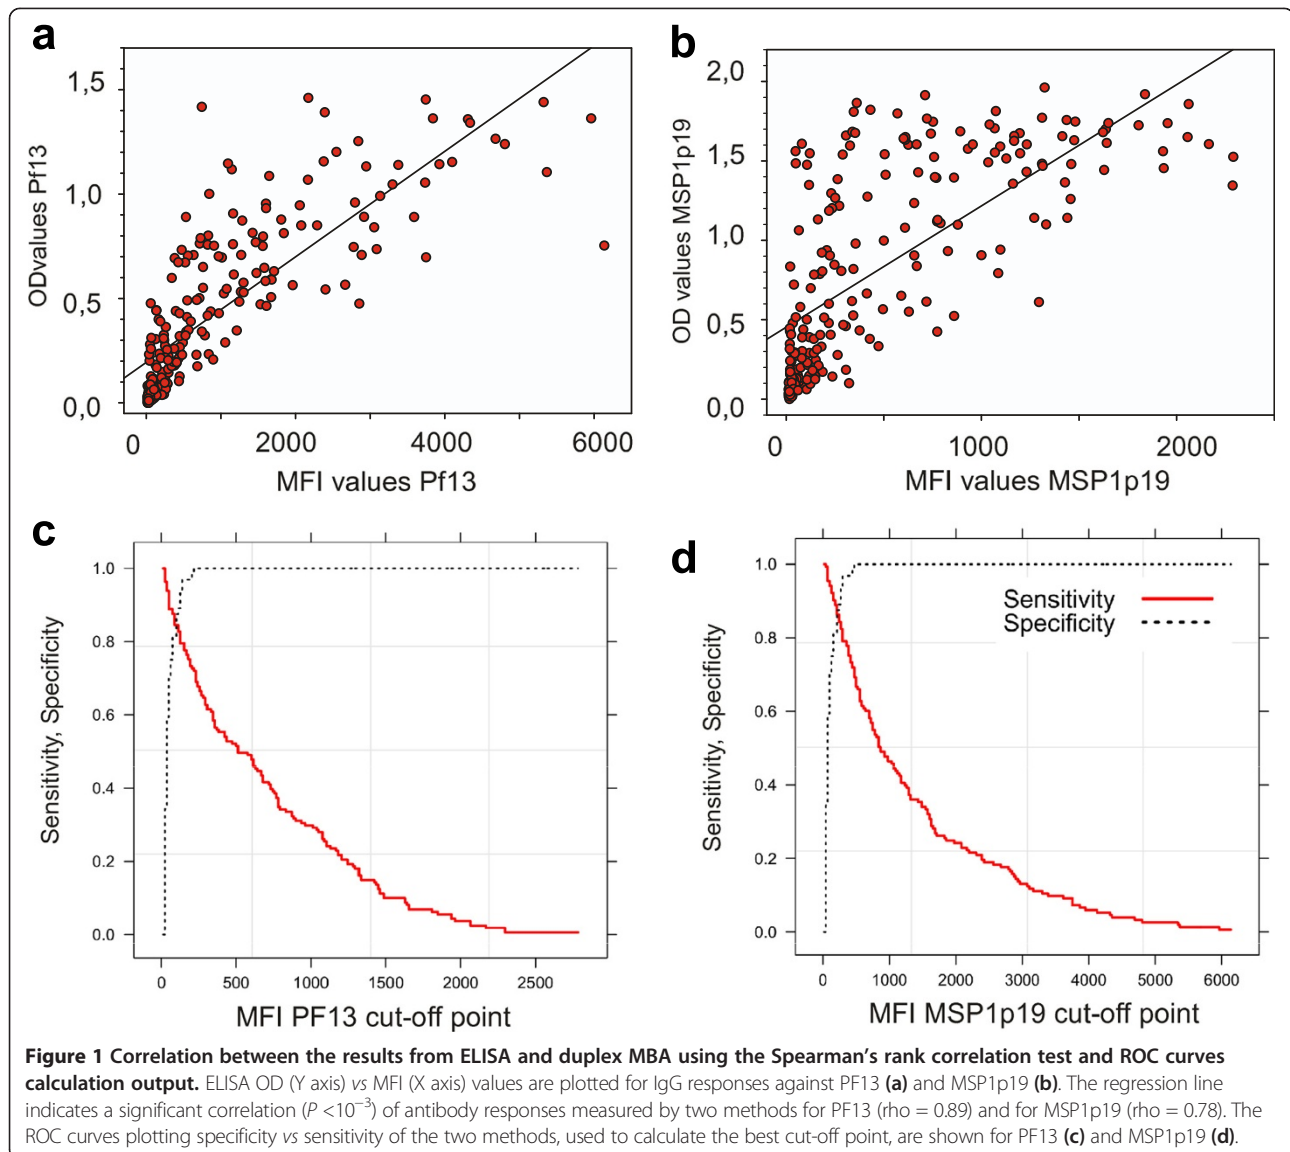 a
1,5
1,0
0,5
0,0
ODvalues Pf13
0
2000
4000
6000
MFI values Pf13
b
2,0
1,5
1,0
0,5
0,0
OD values MSP1p19
0
1000
2000
MFI values MSP1p19
c
1.0
0.8
0.6
0.4
0.2
0.0
Sensitivity, Specificity
0
500
1000
1500
2000
2500
MFI PF13 cut-off point
d
1.0
0.8
0.6
0.4
0.2
0.0
Sensitivity, Specificity
Sensitivity
Specificity
0
1000
2000
3000
4000
5000
6000
MFI MSP1p19 cut-off point
Figure 1 Correlation between the results from ELISA and duplex MBA using the Spearman's rank correlation test and ROC curves
calculation output. ELISA OD (Y axis) vs MFI (X axis) values are plotted for IgG responses against PF13 (a) and MSP1p19 (b). The regression line
indicates a significant correlation (P <10⁻³) of antibody responses measured by two methods for PF13 (rho = 0.89) and for MSP1p19 (rho = 0.78). The
ROC curves plotting specificity vs sensitivity of the two methods, used to calculate the best cut-off point, are shown for PF13 (c) and MSP1p19 (d).